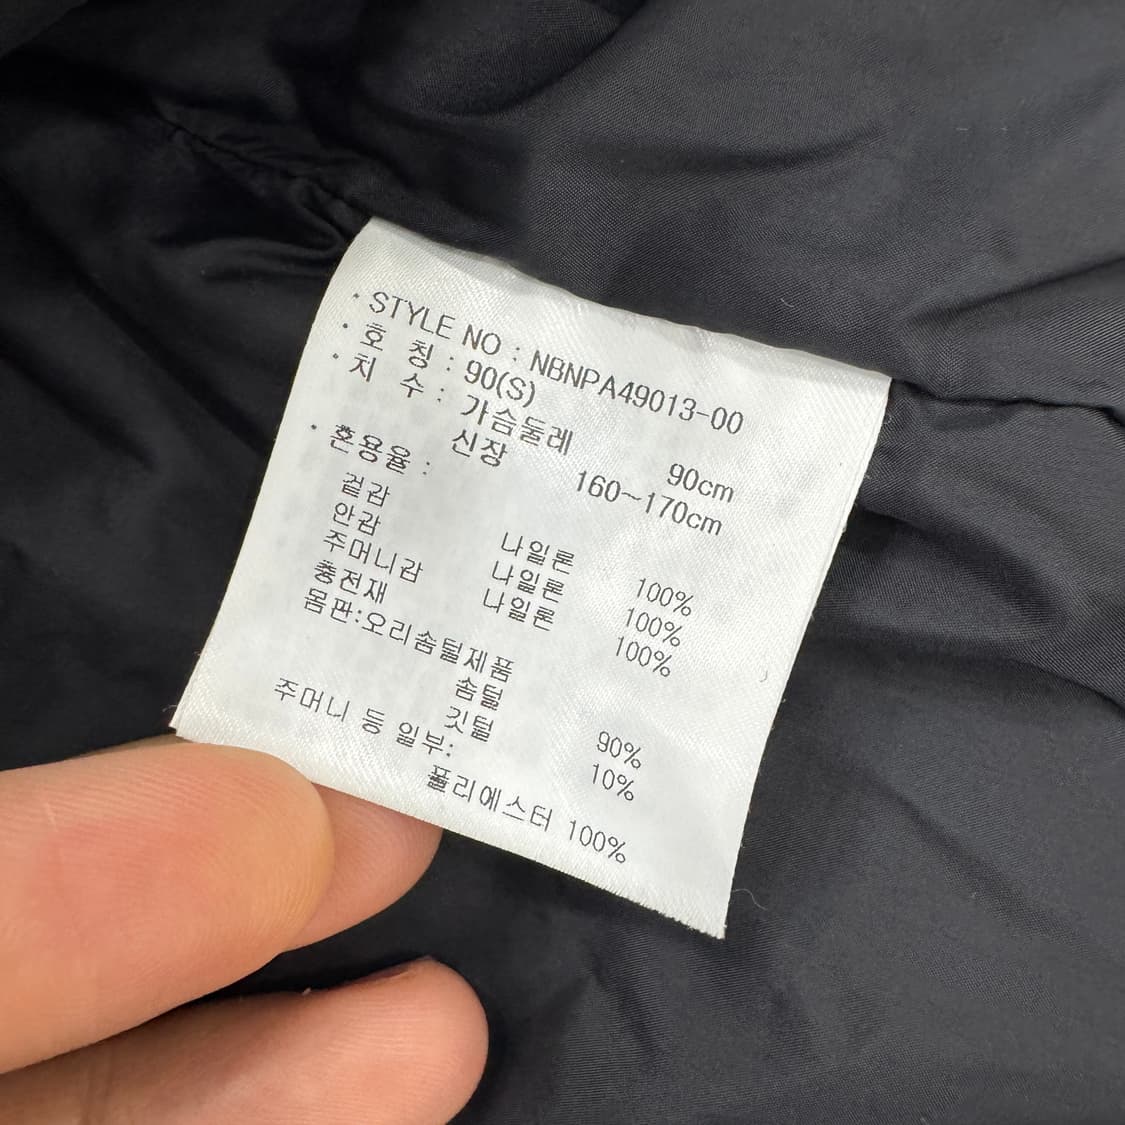 · STYLE NO : NBNPA49013-00
· 호 칭 : 90(S)
· 치 수 : 가슴둘레 90cm
신장 160~170cm
· 혼용율 :
겉감 나일론 100%
안감 나일론 100%
주머니감 나일론 100%
충전재
몸판:오리솜털제품
솜털 90%
깃털 10%
주머니 등 일부:
폴리에스터 100%